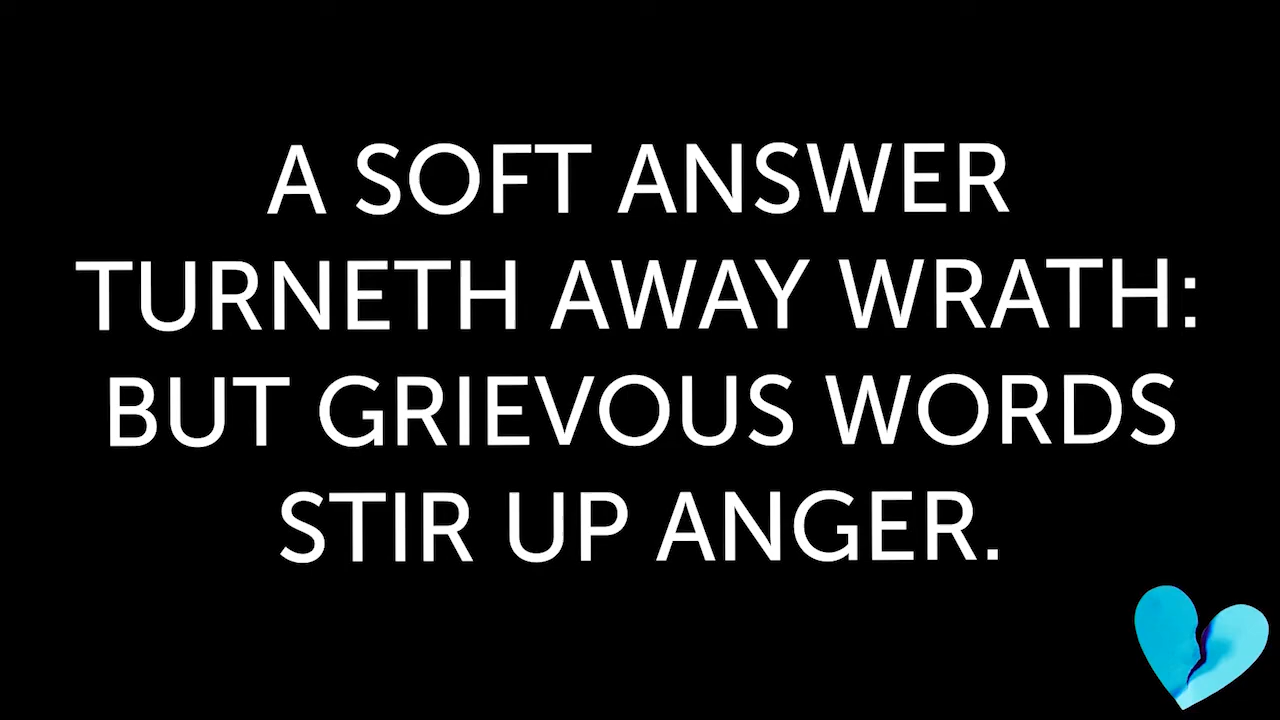 A SOFT ANSWER
TURNETH AWAY WRATH:
BUT GRIEVOUS WORDS
STIR UP ANGER.